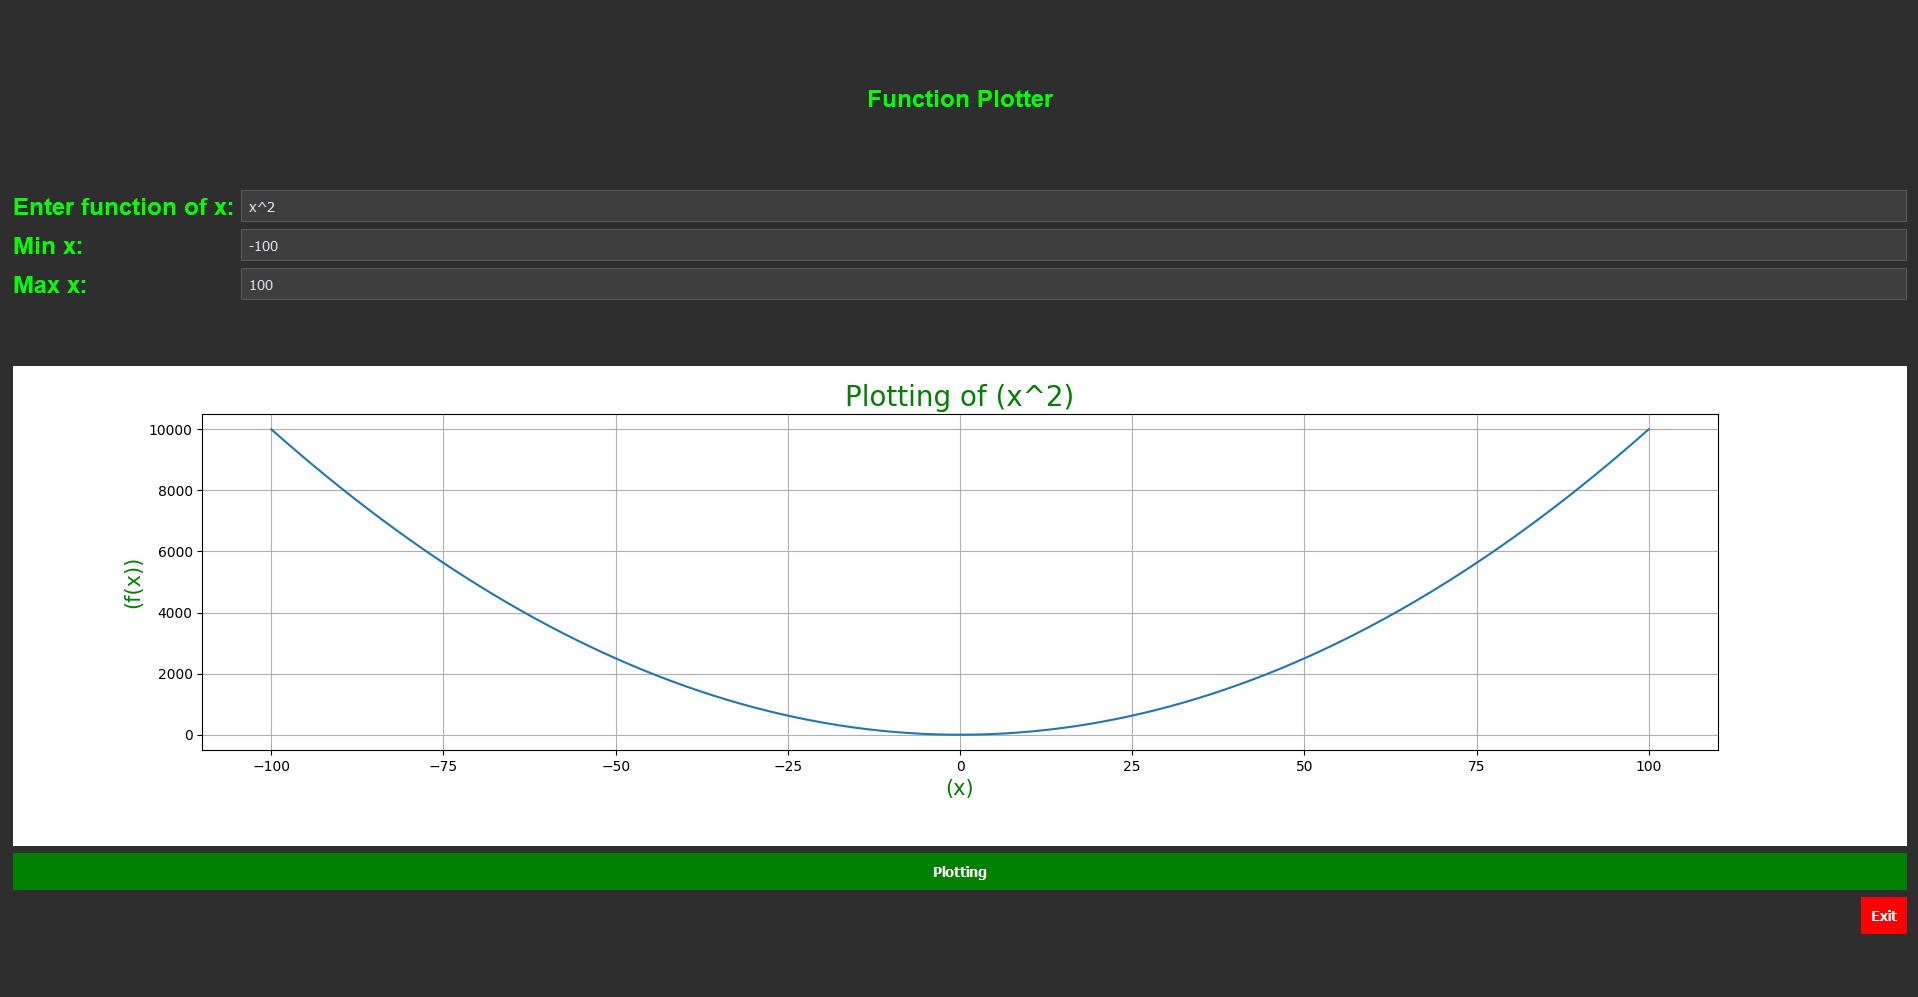 Function Plotter
Enter function of x: x^2
Min x: -100
Max x: 100
Plotting of (x^2)
10000
8000
6000
4000
2000
0
(f(x))
−100 −75 −50 −25 0 25 50 75 100
(x)
Plotting
Exit